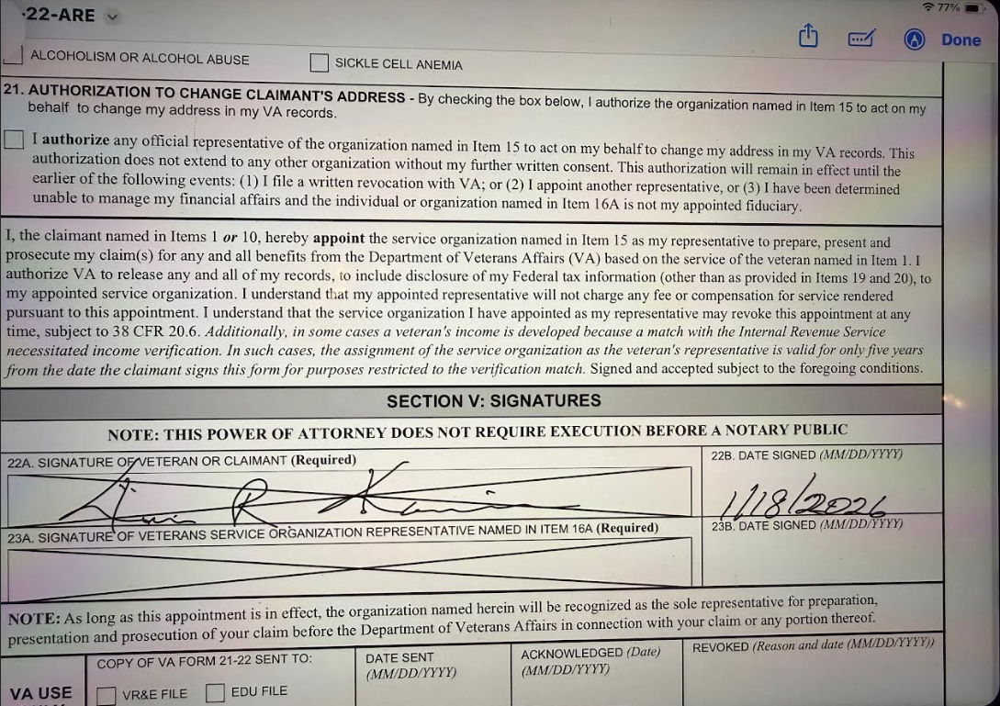 -22-ARE
77%
Done
ALCOHOLISM OR ALCOHOL ABUSE
SICKLE CELL ANEMIA
21. AUTHORIZATION TO CHANGE CLAIMANT'S ADDRESS - By checking the box below, I authorize the organization named in Item 15 to act on my
behalf to change my address in my VA records.
I authorize any official representative of the organization named in Item 15 to act on my behalf to change my address in my VA records. This
authorization does not extend to any other organization without my further written consent. This authorization will remain in effect until the
earlier of the following events: (1) I file a written revocation with VA; or (2) I appoint another representative, or (3) I have been determined
unable to manage my financial affairs and the individual or organization named in Item 16A is not my appointed fiduciary.
I, the claimant named in Items 1 or 10, hereby appoint the service organization named in Item 15 as my representative to prepare, present and
prosecute my claim(s) for any and all benefits from the Department of Veterans Affairs (VA) based on the service of the veteran named in Item 1. I
authorize VA to release any and all of my records, to include disclosure of my Federal tax information (other than as provided in Items 19 and 20), to
my appointed service organization. I understand that my appointed representative will not charge any fee or compensation for service rendered
pursuant to this appointment. I understand that the service organization I have appointed as my representative may revoke this appointment at any
time, subject to 38 CFR 20.6. Additionally, in some cases a veteran's income is developed because a match with the Internal Revenue Service
necessitated income verification. In such cases, the assignment of the service organization as the veteran's representative is valid for only five years
from the date the claimant signs this form for purposes restricted to the verification match. Signed and accepted subject to the foregoing conditions.
SECTION V: SIGNATURES
NOTE: THIS POWER OF ATTORNEY DOES NOT REQUIRE EXECUTION BEFORE A NOTARY PUBLIC
22A. SIGNATURE OF VETERAN OR CLAIMANT (Required)
22B. DATE SIGNED (MM/DD/YYYY)
R
1/18/2026
23A. SIGNATURE OF VETERANS SERVICE ORGANIZATION REPRESENTATIVE NAMED IN ITEM 16A (Required)
23B. DATE SIGNED (MM/DD/YYYY)
NOTE: As long as this appointment is in effect, the organization named herein will be recognized as the sole representative for preparation,
presentation and prosecution of your claim before the Department of Veterans Affairs in connection with your claim or any portion thereof.
VA USE
COPY OF VA FORM 21-22 SENT TO:
VR&E FILE
EDU FILE
DATE SENT
(MM/DD/YYYY)
ACKNOWLEDGED (Date)
(MM/DD/YYYY)
REVOKED (Reason and date (MM/DD/YYYY))